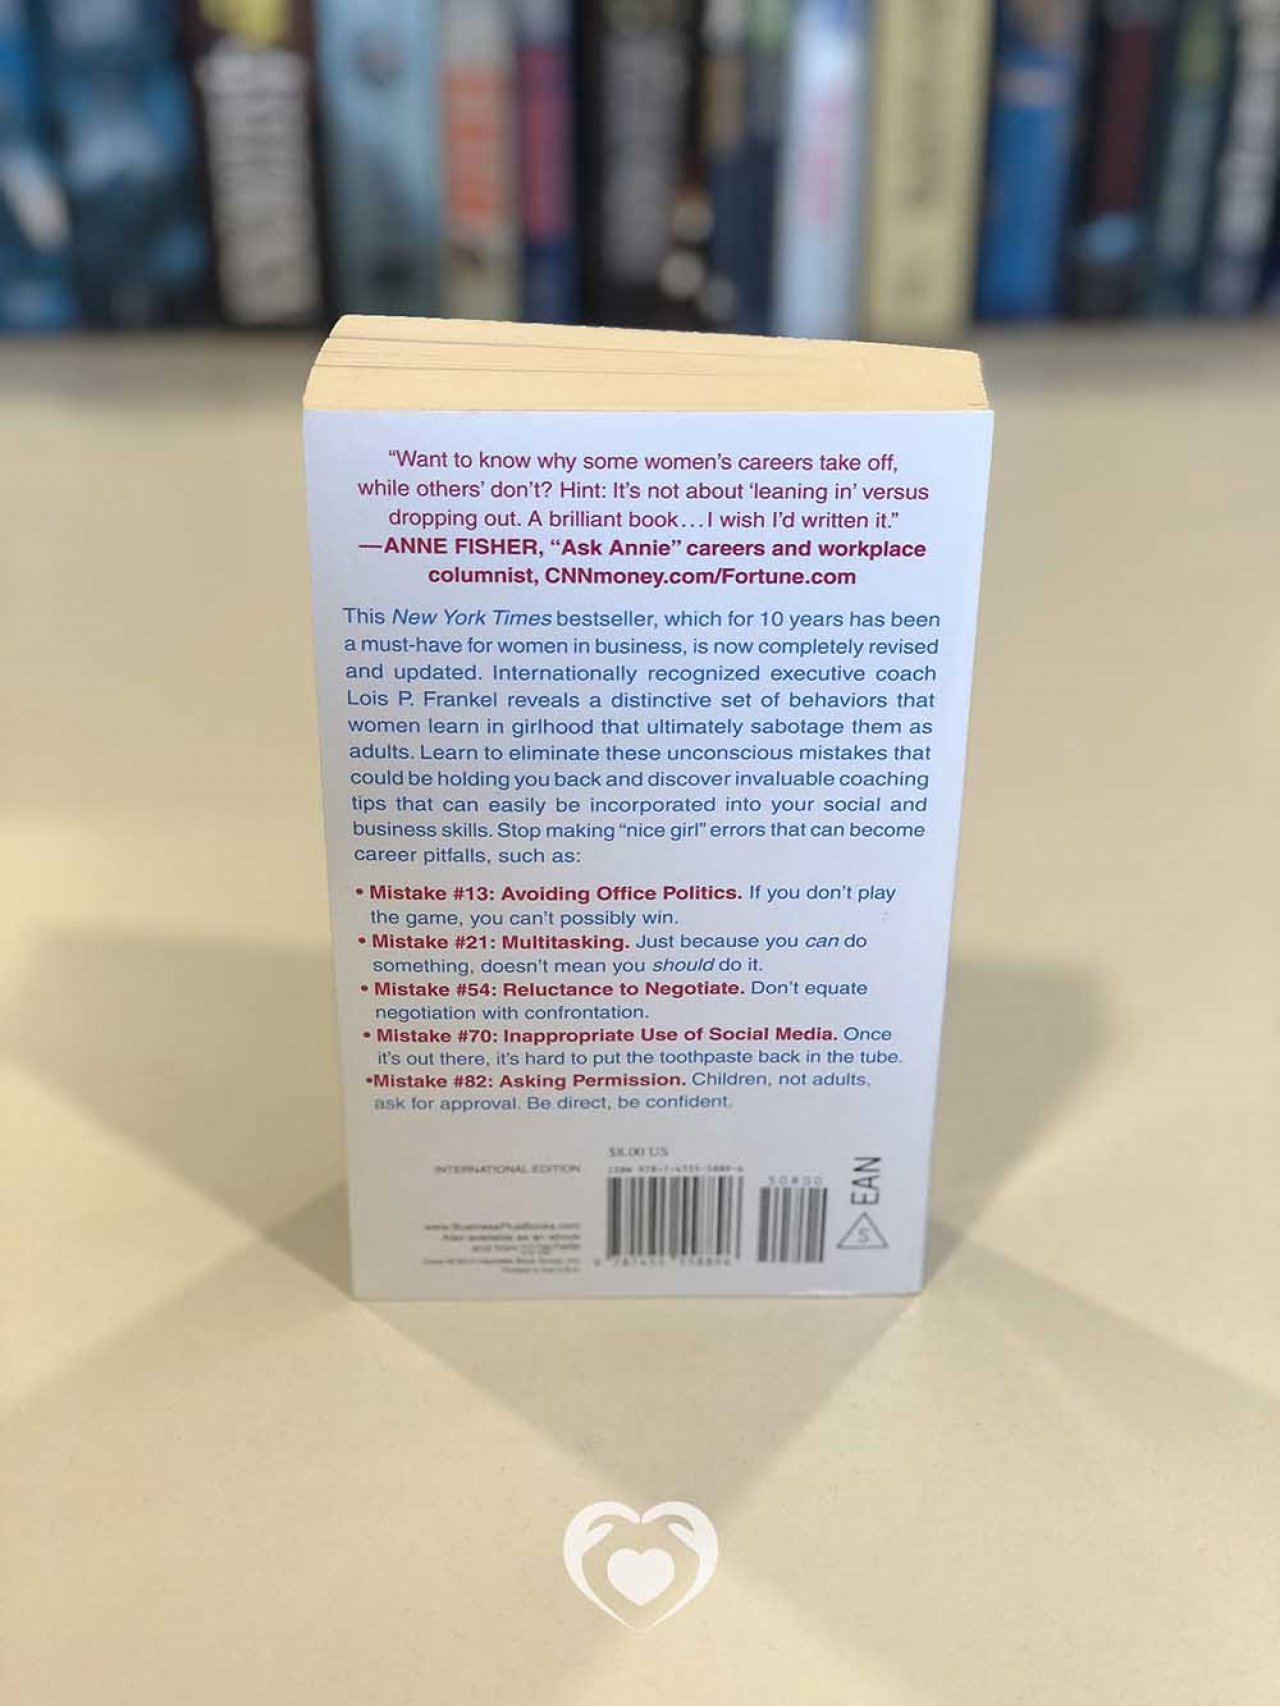 “Want to know why some women’s careers take off,
while others’ don’t? Hint: It’s not about ‘leaning in’ versus
dropping out. A brilliant book...I wish I’d written it.”
—ANNE FISHER, “Ask Annie” careers and workplace
columnist, CNNmoney.com/Fortune.com
This New York Times bestseller, which for 10 years has been
a must-have for women in business, is now completely revised
and updated. Internationally recognized executive coach
Lois P. Frankel reveals a distinctive set of behaviors that
women learn in girlhood that ultimately sabotage them as
adults. Learn to eliminate these unconscious mistakes that
could be holding you back and discover invaluable coaching
tips that can easily be incorporated into your social and
business skills. Stop making “nice girl” errors that can become
career pitfalls, such as:
• Mistake #13: Avoiding Office Politics. If you don’t play
the game, you can’t possibly win.
• Mistake #21: Multitasking. Just because you can do
something, doesn’t mean you should do it.
• Mistake #54: Reluctance to Negotiate. Don’t equate
negotiation with confrontation.
• Mistake #70: Inappropriate Use of Social Media. Once
it’s out there, it’s hard to put the toothpaste back in the tube.
•Mistake #82: Asking Permission. Children, not adults,
ask for approval. Be direct, be confident.
$8.00 US
INTERNATIONAL EDITION
50800
S EAN
www.BusinessPlusBooks.com
Also available as an ebook